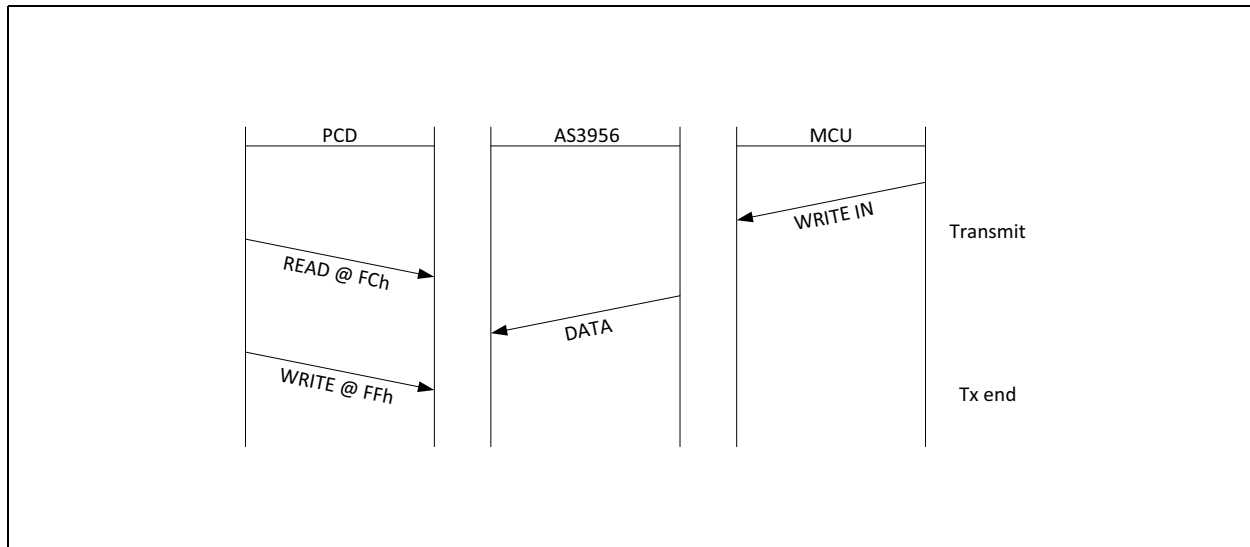 PCD
AS3956
MCU
WRITE IN
Transmit
READ @ FCh
DATA
WRITE @ FFh
Tx end